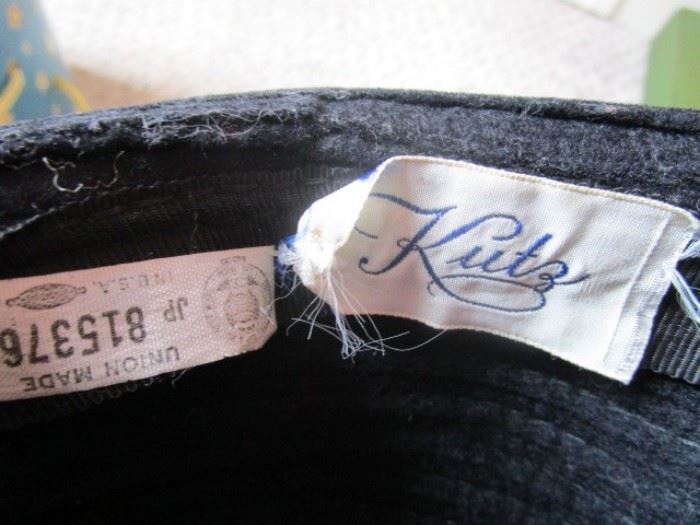 Kutz
UNION MADE
JP 815376
IN U.S.A.